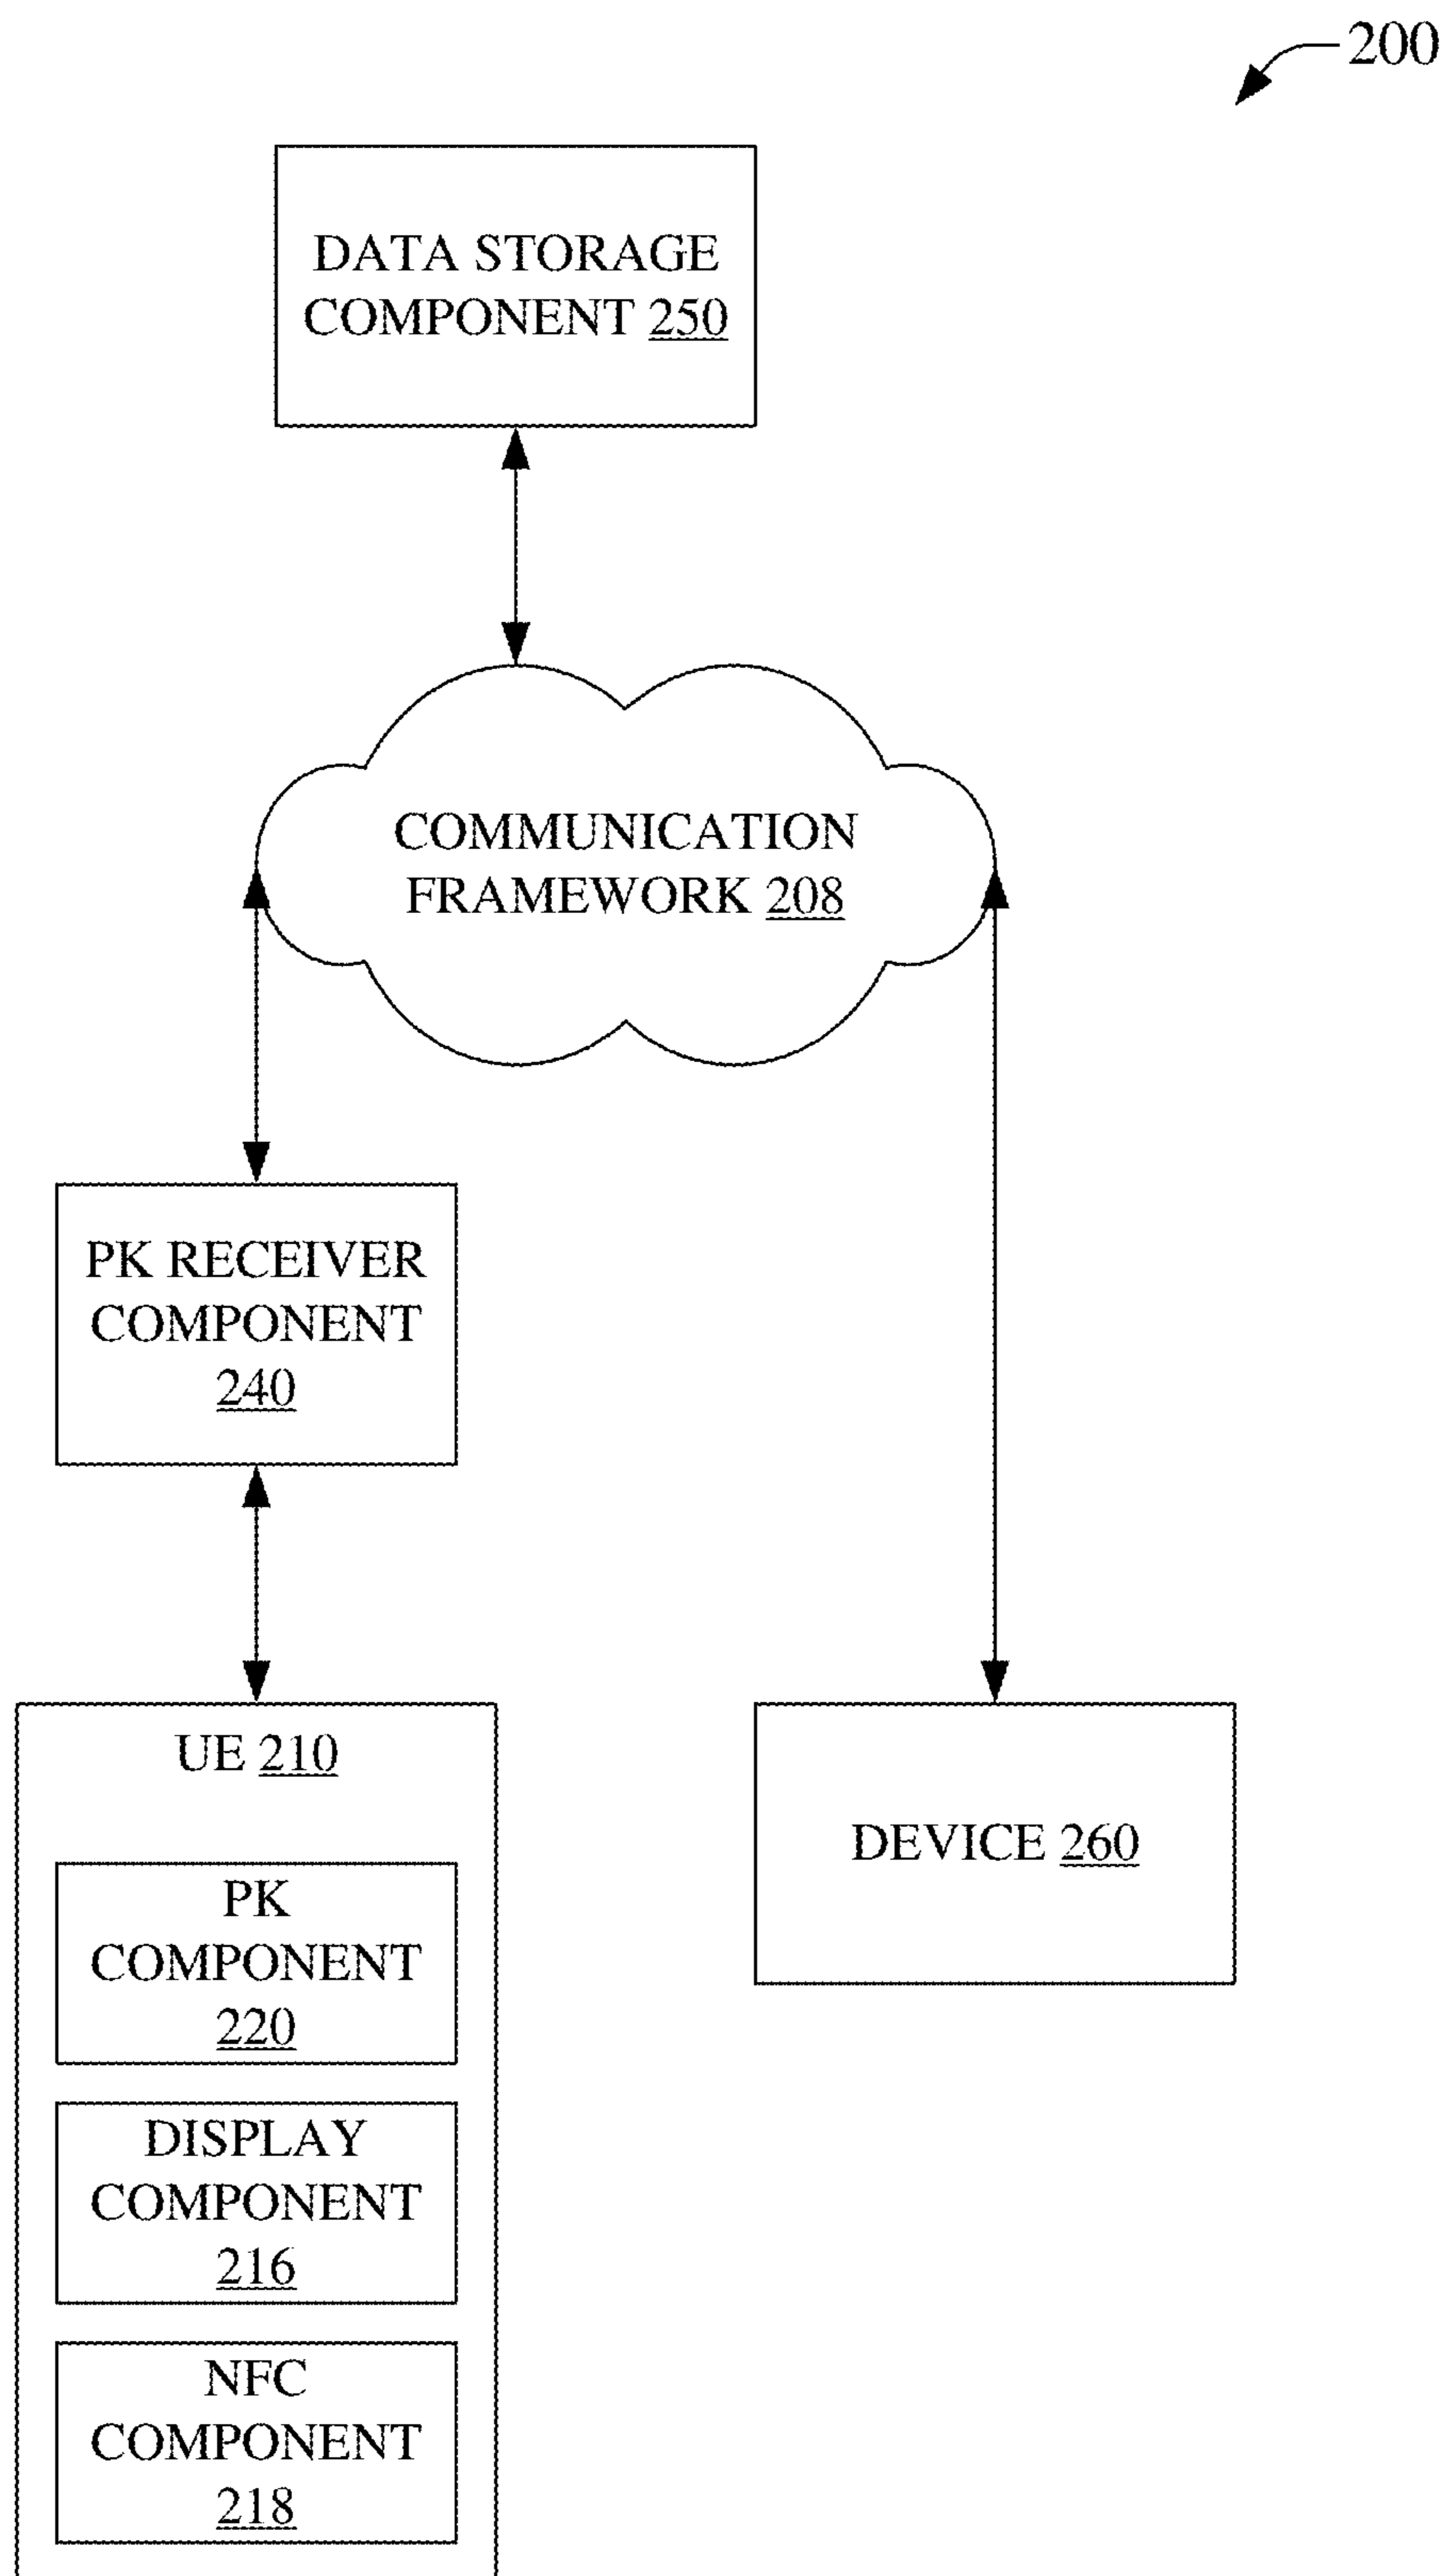 200
DATA STORAGE
COMPONENT 250
COMMUNICATION
FRAMEWORK 208
PK RECEIVER
COMPONENT
240
UE 210
PK
COMPONENT
220
DISPLAY
COMPONENT
216
NFC
COMPONENT
218
DEVICE 260